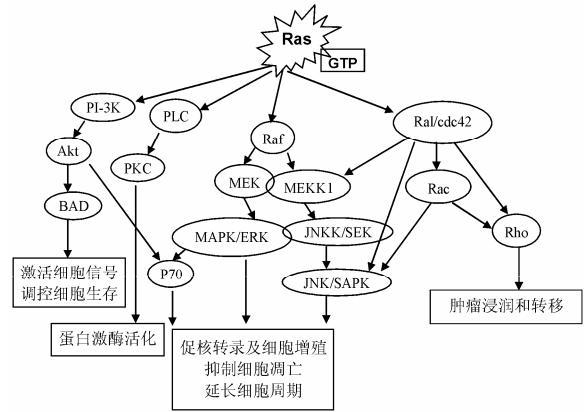 Ras
GTP
PI-3K
PLC
Raf
Ral/cdc42
Akt
PKC
MEK
MEKK1
Rac
BAD
MAPK/ERK
JNKK/SEK
Rho
P70
JNK/SAPK
激活细胞信号
调控细胞生存
肿瘤浸润和转移
蛋白激酶活化
促核转录及细胞增殖
抑制细胞凋亡
延长细胞周期